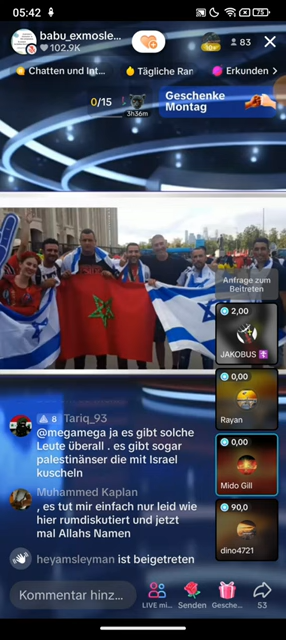 05:42
75
babu_exmosle...
102.9K
83
Chatten und Int...
Tägliche Ran
Erkunden
0/15
3h36m
Geschenke
Montag
Anfrage zum
Beitreten
2,00
JAKOBUS
0,00
Rayan
0,00
Mido Gill
90,0
dino4721
8 Tariq_93
@megamega ja es gibt solche
Leute überall . es gibt sogar
palestinänser die mit Israel
kuscheln
Muhammed Kaplan
, es tut mir einfach nur leid wie
hier rumdiskutiert und jetzt
mal Allahs Namen
heyamsleyman ist beigetreten
Kommentar hinz...
LIVE mi...
Senden
Gesche...
53